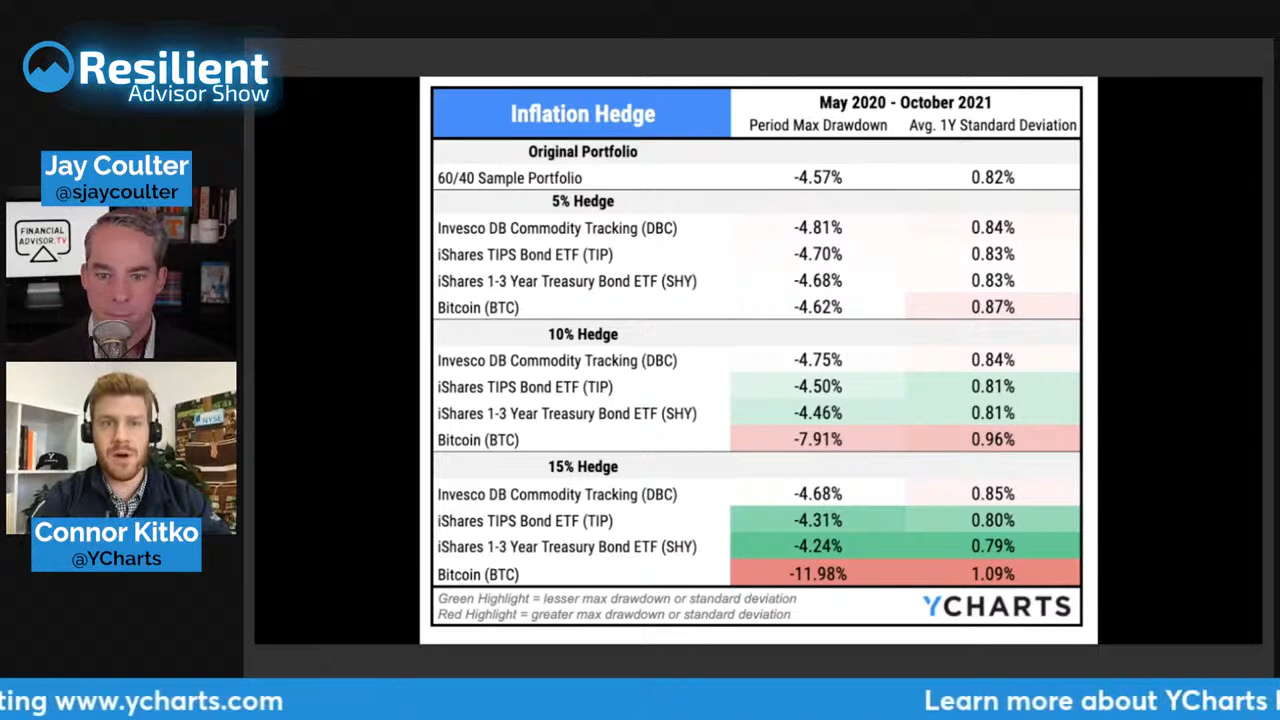 Resilient
Advisor Show
Jay Coulter
@sjaycoulter
FINANCIAL
ADVISOR.TV
NYSE
Connor Kitko
@YCharts
Inflation Hedge
May 2020 - October 2021
Period Max Drawdown Avg. 1Y Standard Deviation
Original Portfolio
60/40 Sample Portfolio -4.57% 0.82%
5% Hedge
Invesco DB Commodity Tracking (DBC) -4.81% 0.84%
iShares TIPS Bond ETF (TIP) -4.70% 0.83%
iShares 1-3 Year Treasury Bond ETF (SHY) -4.68% 0.83%
Bitcoin (BTC) -4.62% 0.87%
10% Hedge
Invesco DB Commodity Tracking (DBC) -4.75% 0.84%
iShares TIPS Bond ETF (TIP) -4.50% 0.81%
iShares 1-3 Year Treasury Bond ETF (SHY) -4.46% 0.81%
Bitcoin (BTC) -7.91% 0.96%
15% Hedge
Invesco DB Commodity Tracking (DBC) -4.68% 0.85%
iShares TIPS Bond ETF (TIP) -4.31% 0.80%
iShares 1-3 Year Treasury Bond ETF (SHY) -4.24% 0.79%
Bitcoin (BTC) -11.98% 1.09%
Green Highlight = lesser max drawdown or standard deviation
Red Highlight = greater max drawdown or standard deviation
YCHARTS
ting www.ycharts.com
Learn more about YCharts